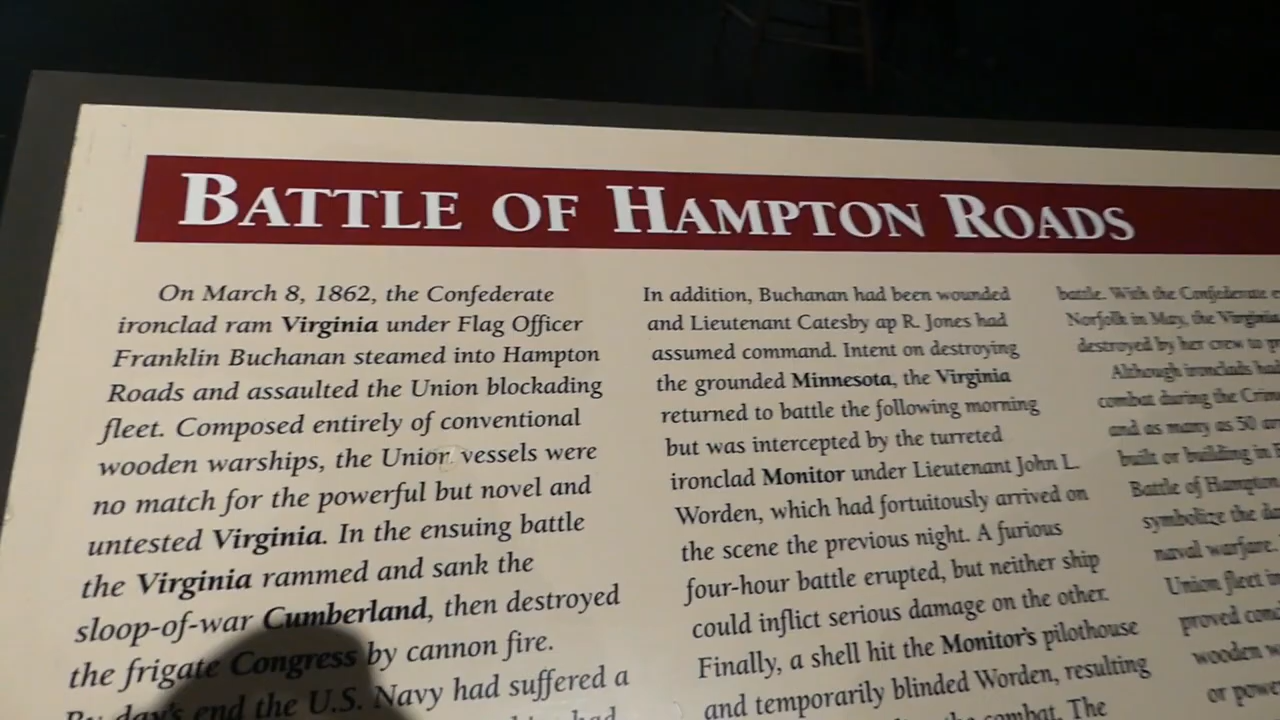 BATTLE OF HAMPTON ROADS
On March 8, 1862, the Confederate
ironclad ram Virginia under Flag Officer
Franklin Buchanan steamed into Hampton
Roads and assaulted the Union blockading
fleet. Composed entirely of conventional
wooden warships, the Union vessels were
no match for the powerful but novel and
untested Virginia. In the ensuing battle
the Virginia rammed and sank the
sloop-of-war Cumberland, then destroyed
the frigate Congress by cannon fire.
By day's end the U.S. Navy had suffered a
had
In addition, Buchanan had been wounded
and Lieutenant Catesby ap R. Jones had
assumed command. Intent on destroying
the grounded Minnesota, the Virginia
returned to battle the following morning
but was intercepted by the turreted
ironclad Monitor under Lieutenant John L.
Worden, which had fortuitously arrived on
the scene the previous night. A furious
four-hour battle erupted, but neither ship
could inflict serious damage on the other.
Finally, a shell hit the Monitor's pilothouse
and temporarily blinded Worden, resulting
the combat. The
battle. With the Confederate
Norfolk in May, the Virginia
destroyed by her crew to
Although ironclads had
combat during the
and as many as 50
built or building in
Battle of Hampton
symbolize the
naval warfare.
Union fleet in
proved
wooden
or